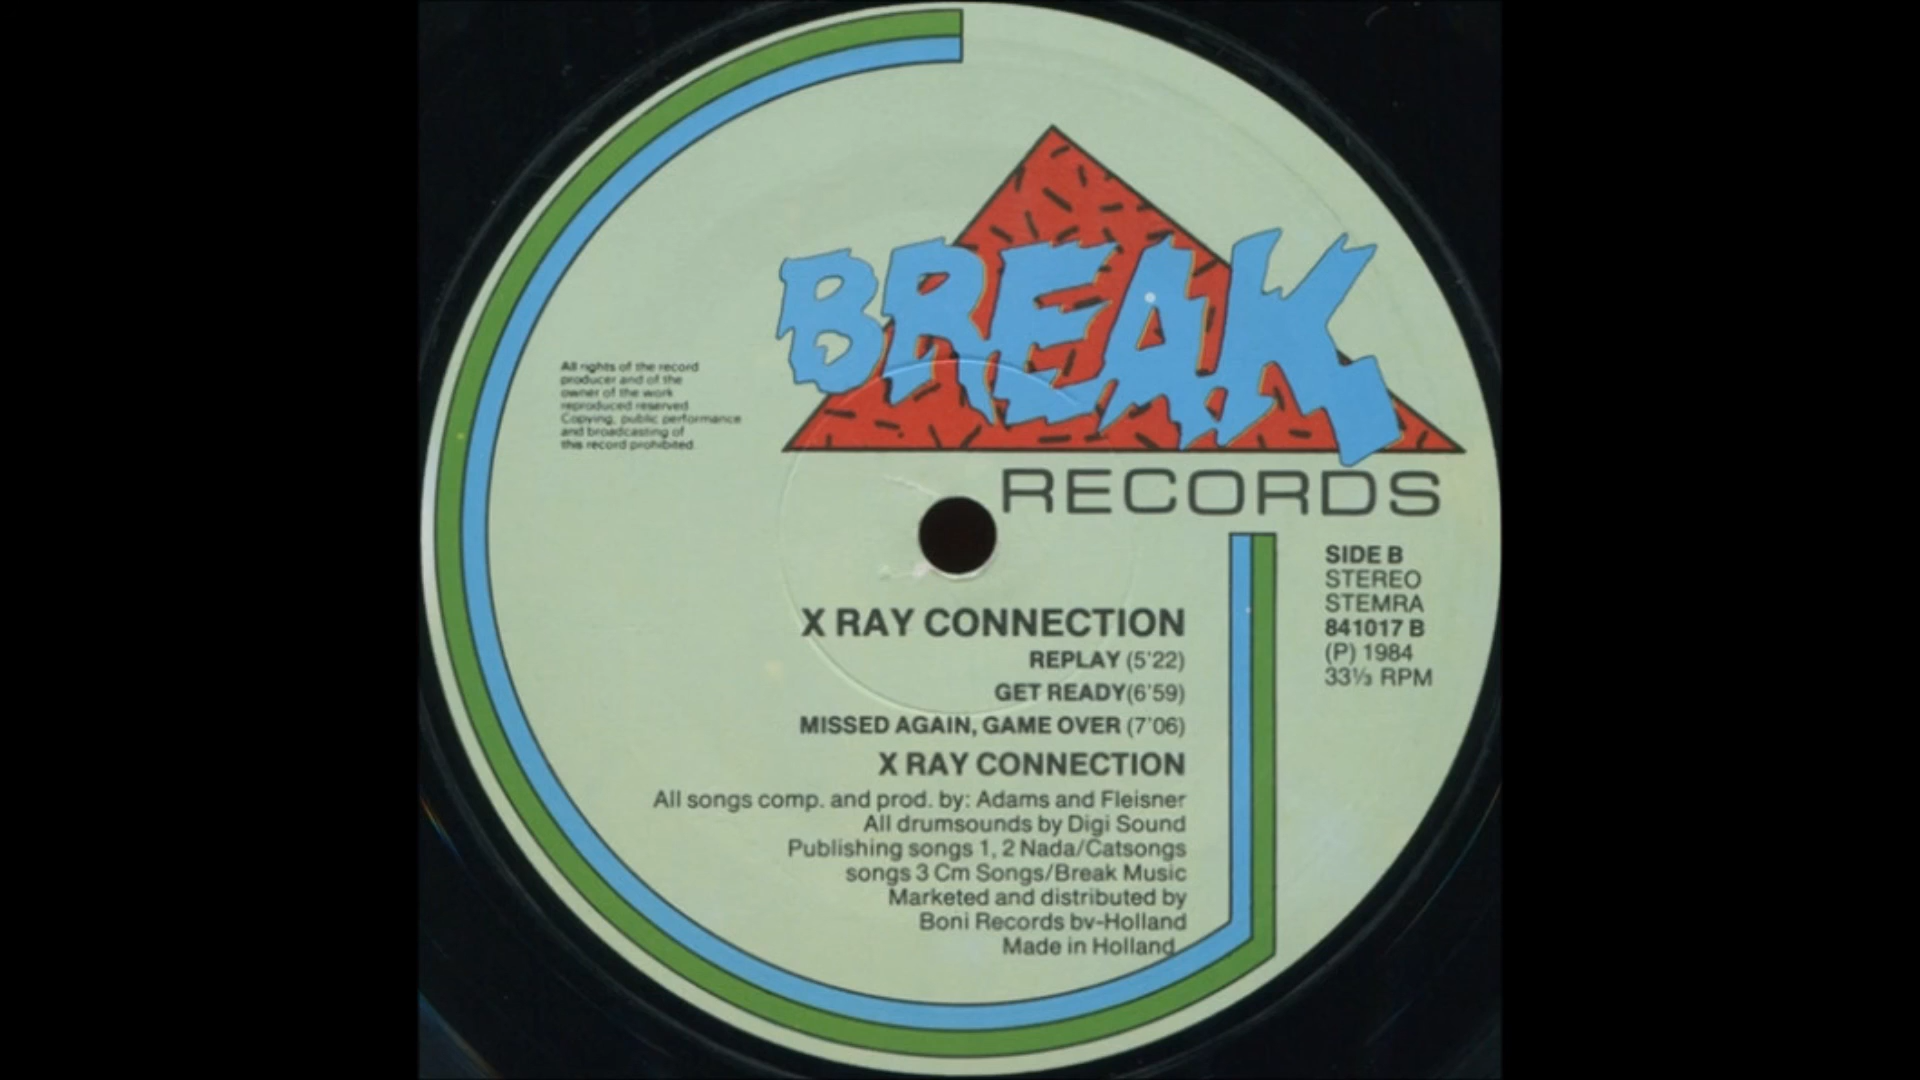 BREAK
RECORDS
All rights of the record
producer and of the
owner of the work
reproduced reserved
Copying, public performance
and broadcasting of
this record prohibited
SIDE B
STEREO
STEMRA
841017 B
(P) 1984
33⅓ RPM
X RAY CONNECTION
REPLAY (5'22)
GET READY(6'59)
MISSED AGAIN, GAME OVER (7'06)
X RAY CONNECTION
All songs comp. and prod. by: Adams and Fleisner
All drumsounds by Digi Sound
Publishing songs 1, 2 Nada/Catsongs
songs 3 Cm Songs/Break Music
Marketed and distributed by
Boni Records bv-Holland
Made in Holland